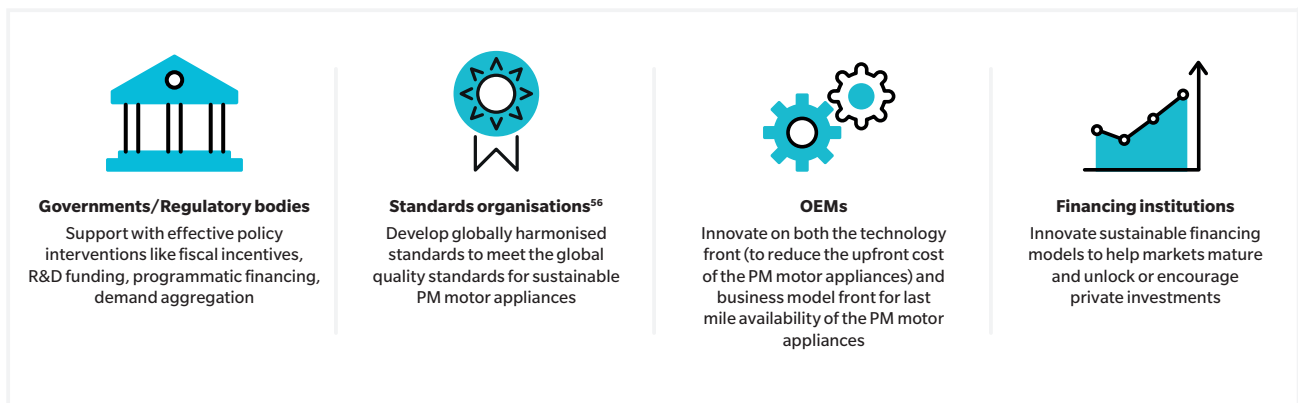 Governments/Regulatory bodies
Support with effective policy
interventions like fiscal incentives,
R&D funding, programmatic financing,
demand aggregation
Standards organisations⁵⁶
Develop globally harmonised
standards to meet the global
quality standards for sustainable
PM motor appliances
OEMs
Innovate on both the technology
front (to reduce the upfront cost
of the PM motor appliances) and
business model front for last
mile availability of the PM motor
appliances
Financing institutions
Innovate sustainable financing
models to help markets mature
and unlock or encourage
private investments